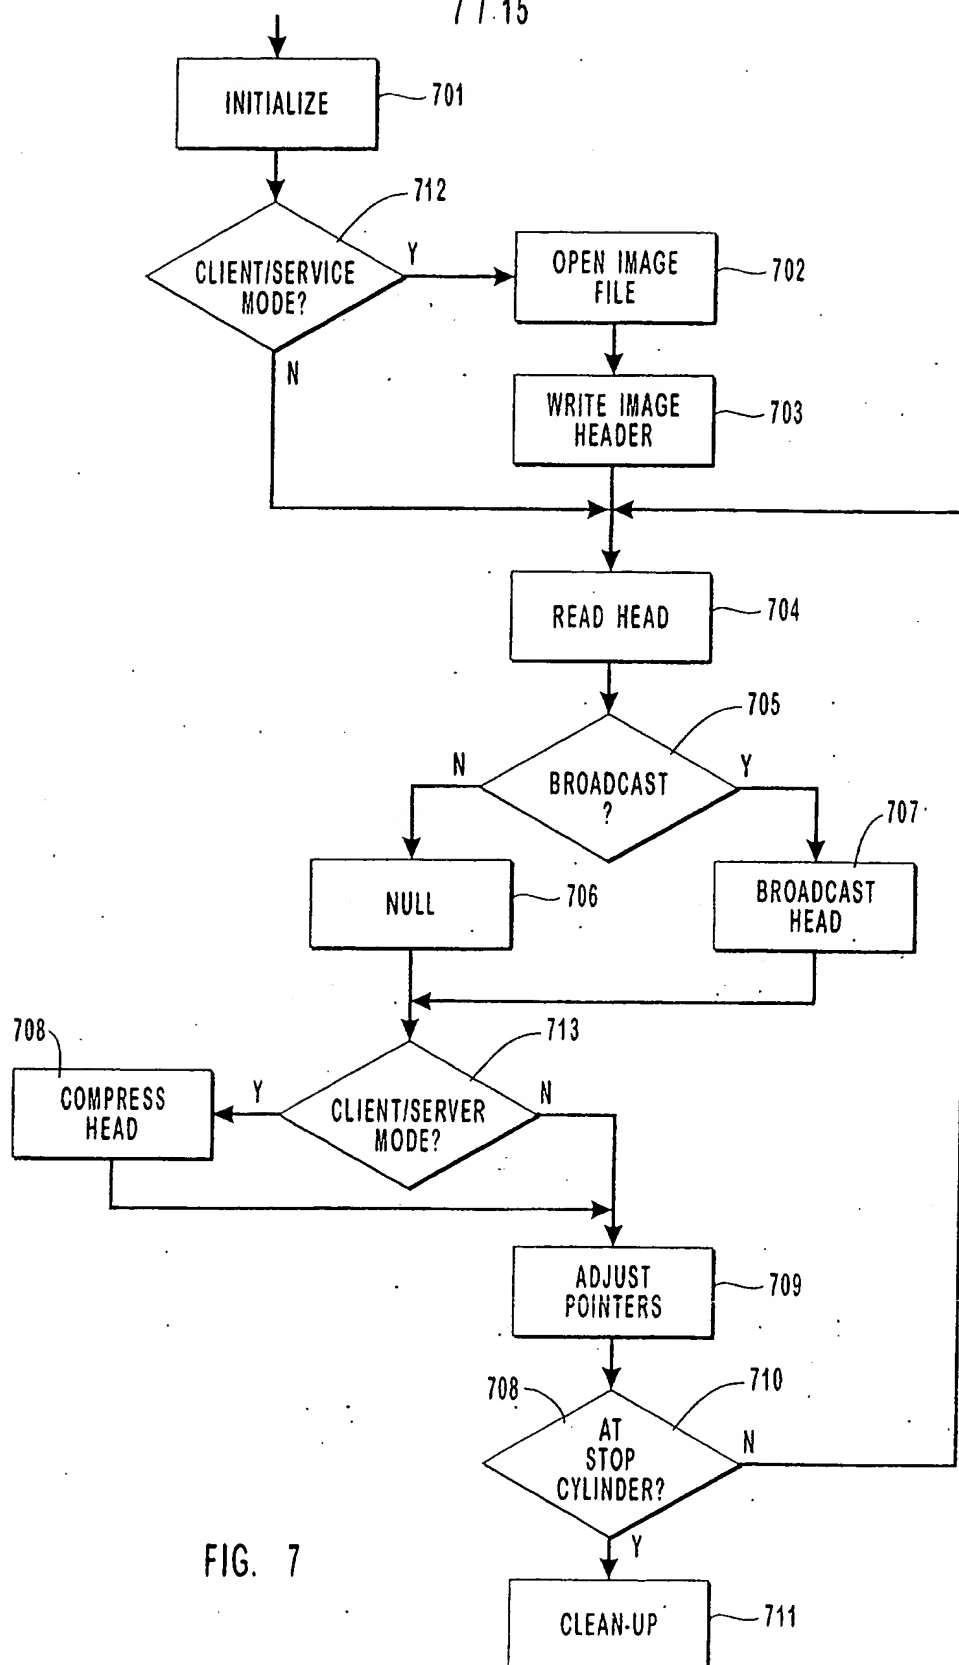 7 7.15
INITIALIZE
701
712
CLIENT/SERVICE
MODE?
Y
N
OPEN IMAGE
FILE
702
WRITE IMAGE
HEADER
703
READ HEAD
704
705
BROADCAST
?
N
Y
707
NULL
706
BROADCAST
HEAD
708
COMPRESS
HEAD
713
Y
CLIENT/SERVER
MODE?
N
ADJUST
POINTERS
709
708
710
AT
STOP
CYLINDER?
N
Y
FIG. 7
CLEAN-UP
711